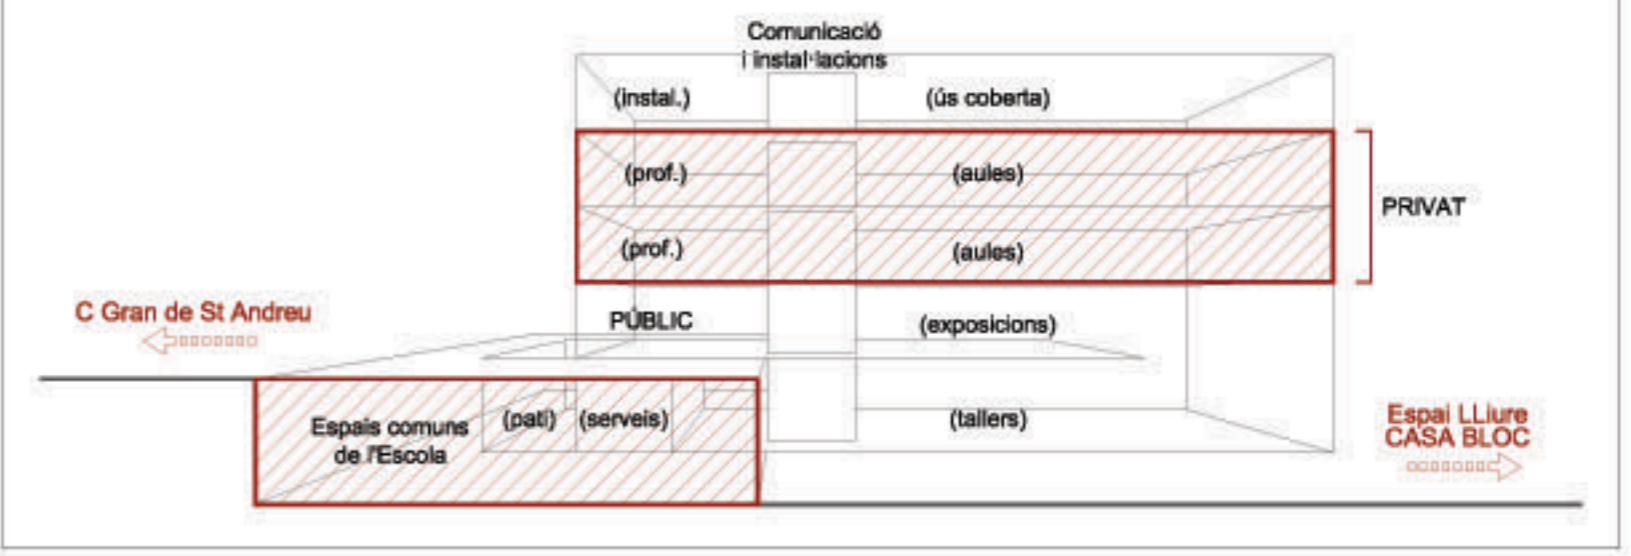 Comunicació
i instal·lacions
(instal.)
(ús coberta)
(prof.)
(aules)
PRIVAT
(prof.)
(aules)
C Gran de St Andreu
PÚBLIC
(exposicions)
Espais comuns
de l'Escola
(pati)
(serveis)
(tallers)
Espai LLiure
CASA BLOC